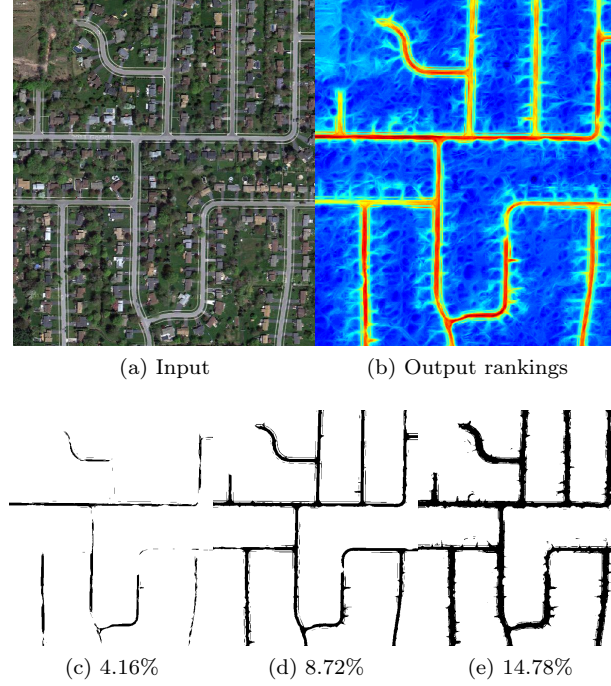 (a) Input
(b) Output rankings
(c) 4.16%
(d) 8.72%
(e) 14.78%